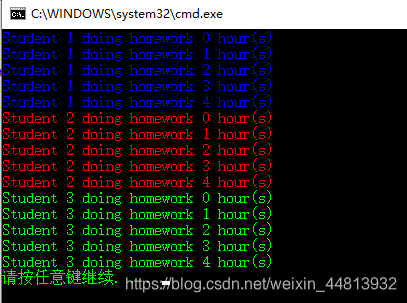 C:\WINDOWS\system32\cmd.exe
Student 1 doing homework 0 hour(s)
Student 1 doing homework 1 hour(s)
Student 1 doing homework 2 hour(s)
Student 1 doing homework 3 hour(s)
Student 1 doing homework 4 hour(s)
Student 2 doing homework 0 hour(s)
Student 2 doing homework 1 hour(s)
Student 2 doing homework 2 hour(s)
Student 2 doing homework 3 hour(s)
Student 2 doing homework 4 hour(s)
Student 3 doing homework 0 hour(s)
Student 3 doing homework 1 hour(s)
Student 3 doing homework 2 hour(s)
Student 3 doing homework 3 hour(s)
Student 3 doing homework 4 hour(s)
请按任意键继续. 
https://blog.csdn.net/weixin_44813932